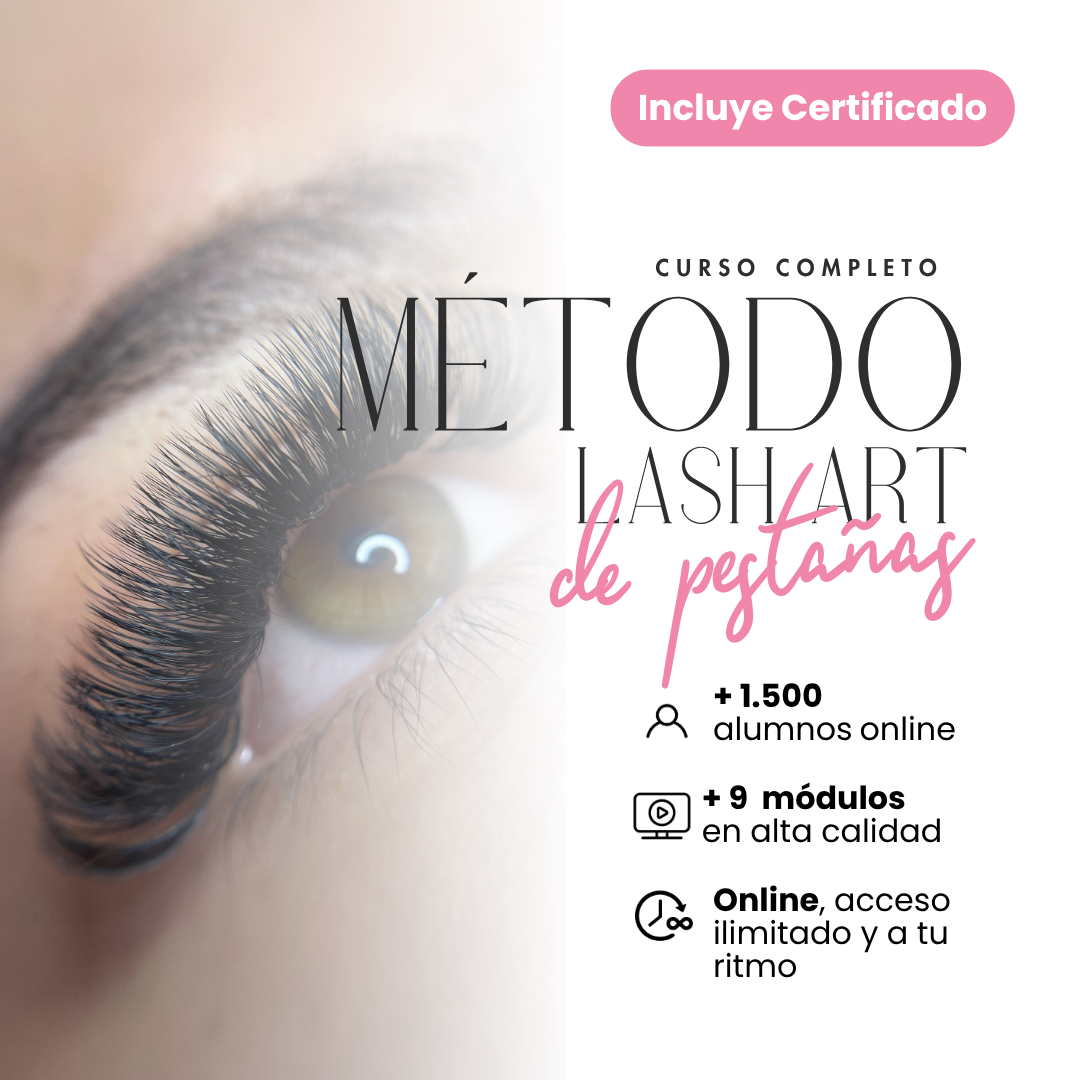 Incluye Certificado
CURSO COMPLETO
MÉTODO
LASH ART
de pestañas
+ 1.500
alumnos online
+ 9 módulos
en alta calidad
Online, acceso
ilimitado y a tu
ritmo